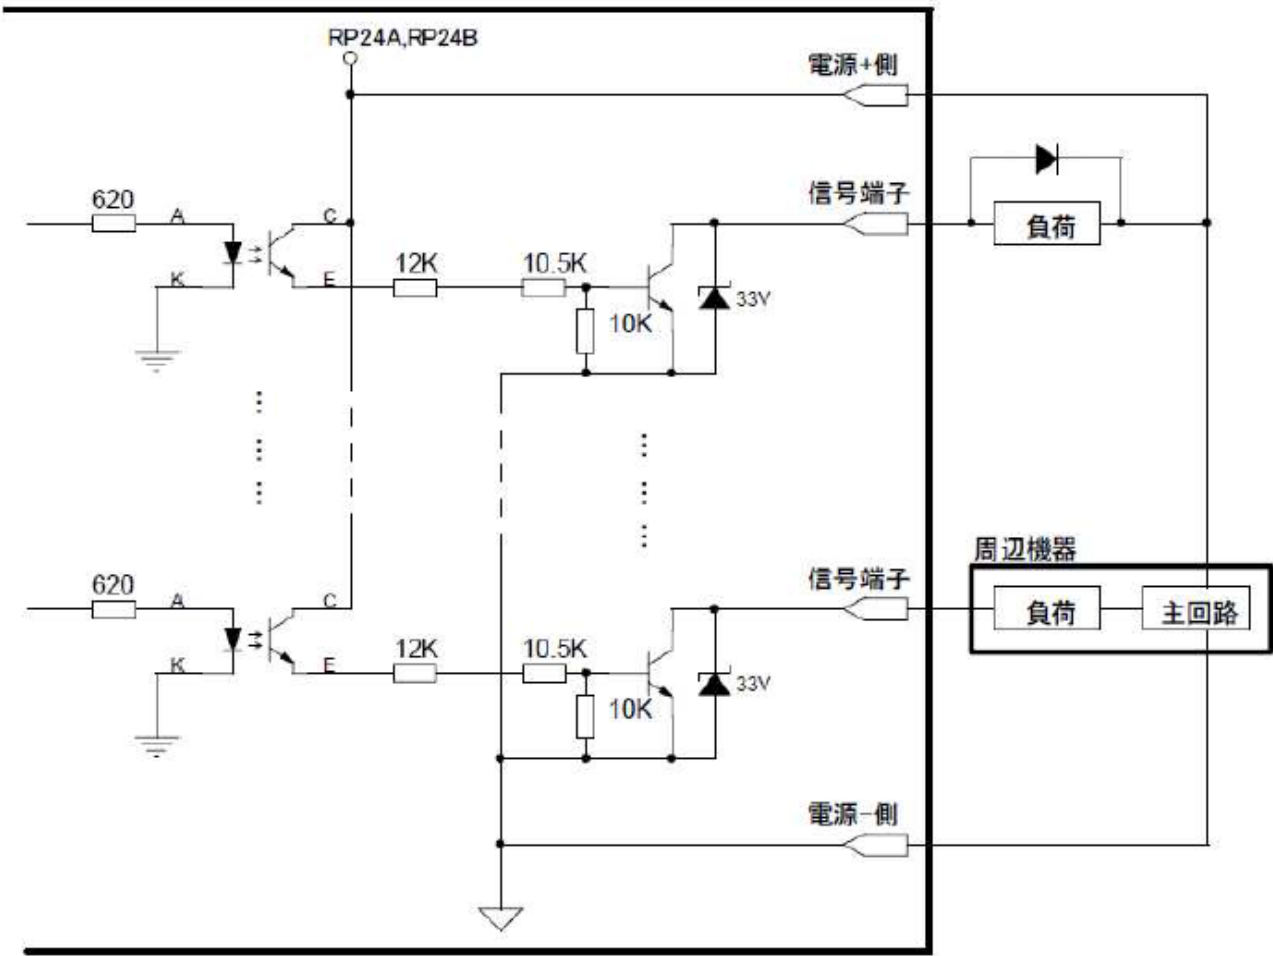 RP24A,RP24B
電源+側
信号端子
620
A
C
負荷
K
E
12K
10.5K
33V
10K
周辺機器
信号端子
620
A
C
負荷
主回路
K
E
12K
10.5K
33V
10K
電源-側